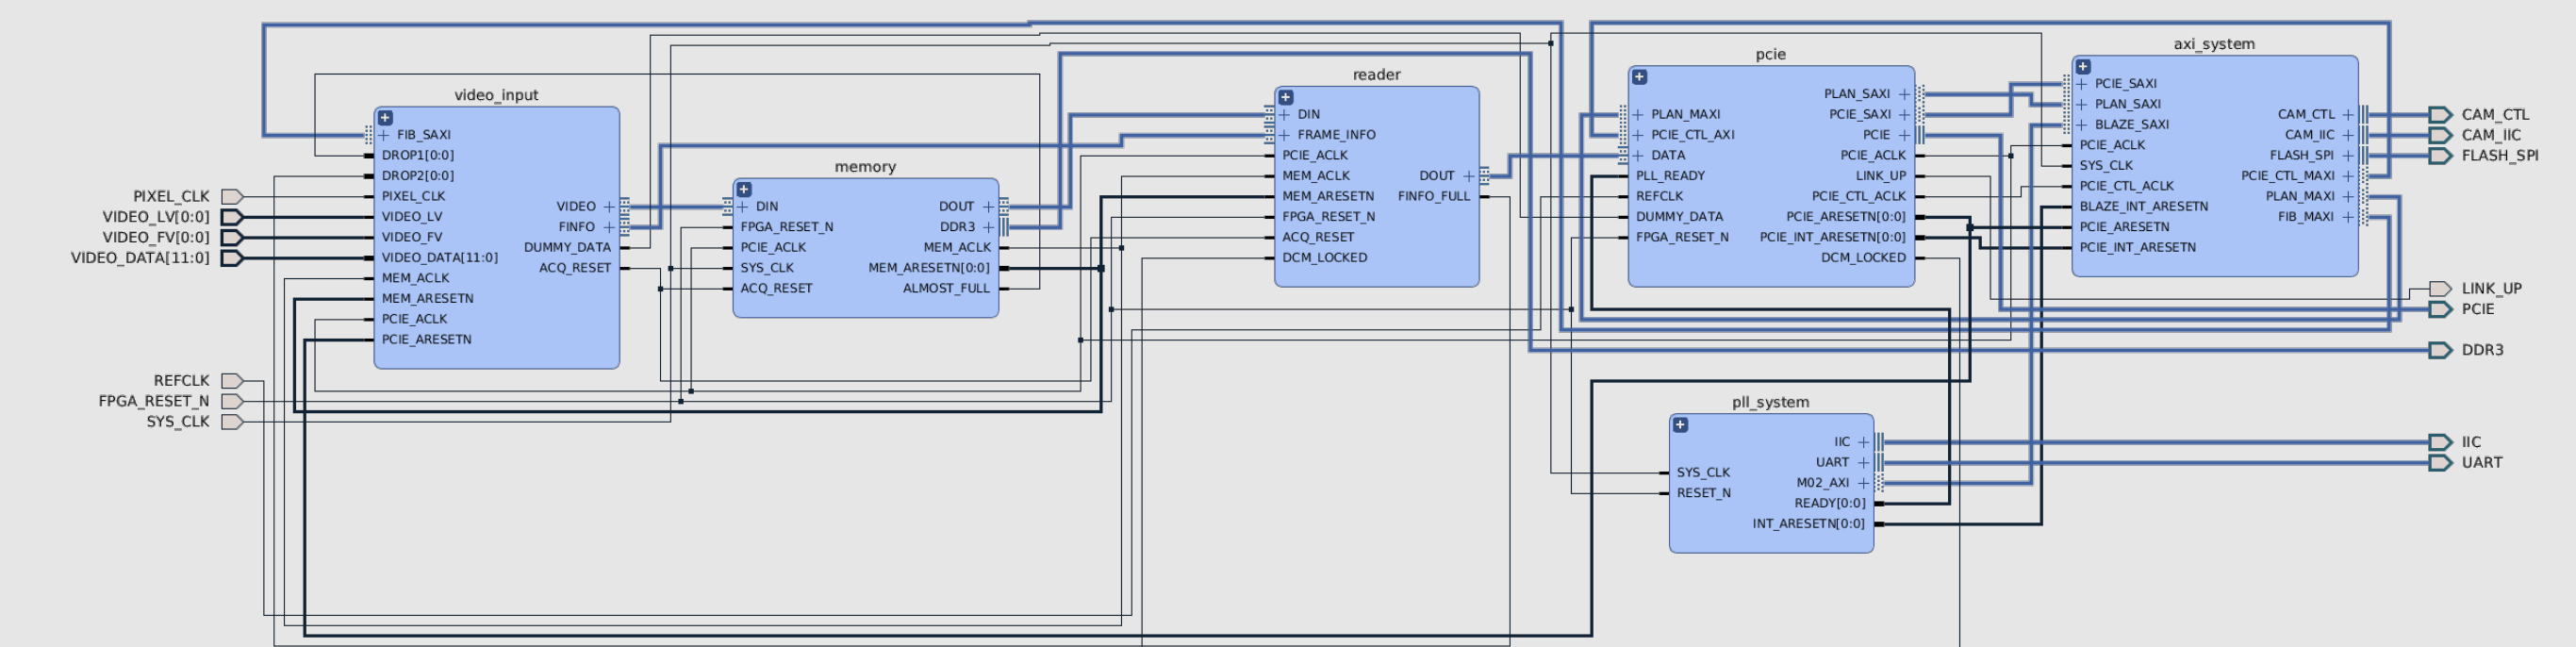 PIXEL_CLK
VIDEO_LV[0:0]
VIDEO_FV[0:0]
VIDEO_DATA[11:0]
REFCLK
FPGA_RESET_N
SYS_CLK
video_input
FIB_SAXI
DROP1[0:0]
DROP2[0:0]
PIXEL_CLK
VIDEO_LV
VIDEO_FV
VIDEO_DATA[11:0]
MEM_ACLK
MEM_ARESETN
PCIE_ACLK
PCIE_ARESETN
VIDEO
FINFO
DUMMY_DATA
ACQ_RESET
memory
DIN
FPGA_RESET_N
PCIE_ACLK
SYS_CLK
ACQ_RESET
DOUT
DDR3
MEM_ACLK
MEM_ARESETN[0:0]
ALMOST_FULL
reader
DIN
FRAME_INFO
PCIE_ACLK
MEM_ACLK
MEM_ARESETN
FPGA_RESET_N
ACQ_RESET
DCM_LOCKED
DOUT
FINFO_FULL
pcie
PLAN_MAXI
PCIE_CTL_AXI
DATA
PLL_READY
REFCLK
DUMMY_DATA
FPGA_RESET_N
PLAN_SAXI
PCIE_SAXI
PCIE
PCIE_ACLK
LINK_UP
PCIE_CTL_ACLK
PCIE_ARESETN[0:0]
PCIE_INT_ARESETN[0:0]
DCM_LOCKED
pll_system
SYS_CLK
RESET_N
IIC
UART
M02_AXI
READY[0:0]
INT_ARESETN[0:0]
axi_system
PCIE_SAXI
PLAN_SAXI
BLAZE_SAXI
PCIE_ACLK
SYS_CLK
PCIE_CTL_ACLK
BLAZE_INT_ARESETN
PCIE_ARESETN
PCIE_INT_ARESETN
CAM_CTL
CAM_IIC
FLASH_SPI
PCIE_CTL_MAXI
PLAN_MAXI
FIB_MAXI
CAM_CTL
CAM_IIC
FLASH_SPI
LINK_UP
PCIE
DDR3
IIC
UART